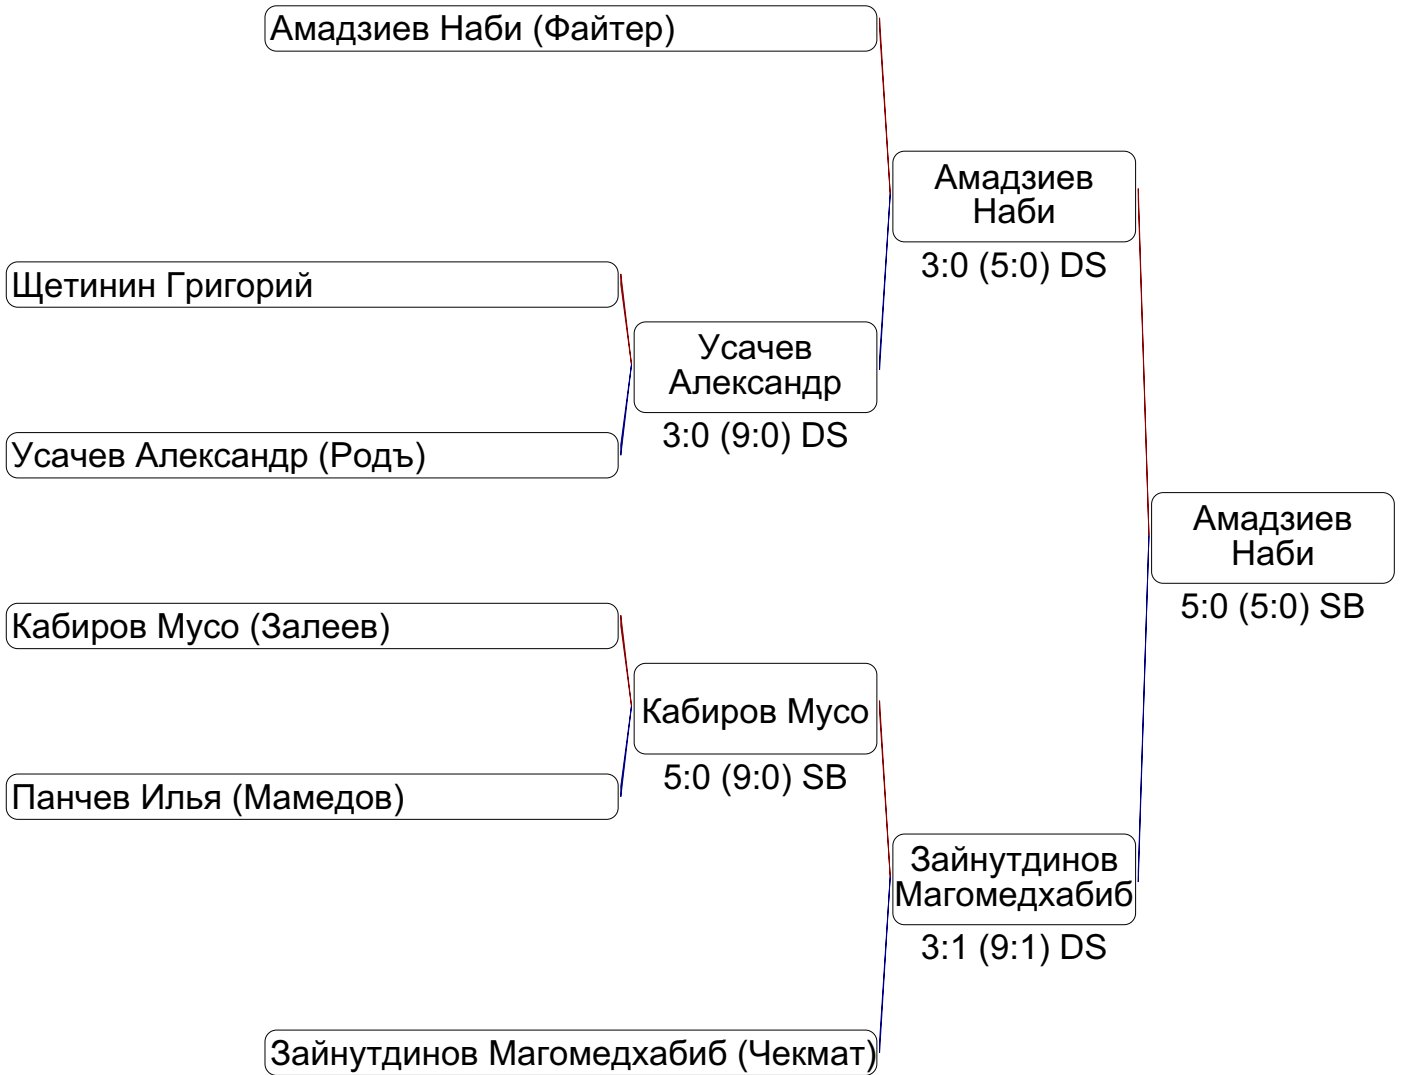 Амадзиев Наби (Файтер)
Амадзиев
Наби
3:0 (5:0) DS
Щетинин Григорий
Усачев
Александр
3:0 (9:0) DS
Усачев Александр (Родъ)
Амадзиев
Наби
5:0 (5:0) SB
Кабиров Мусо (Залеев)
Кабиров Мусо
5:0 (9:0) SB
Панчев Илья (Мамедов)
Зайнутдинов
Магомедхабиб
3:1 (9:1) DS
Зайнутдинов Магомедхабиб (Чекмат)